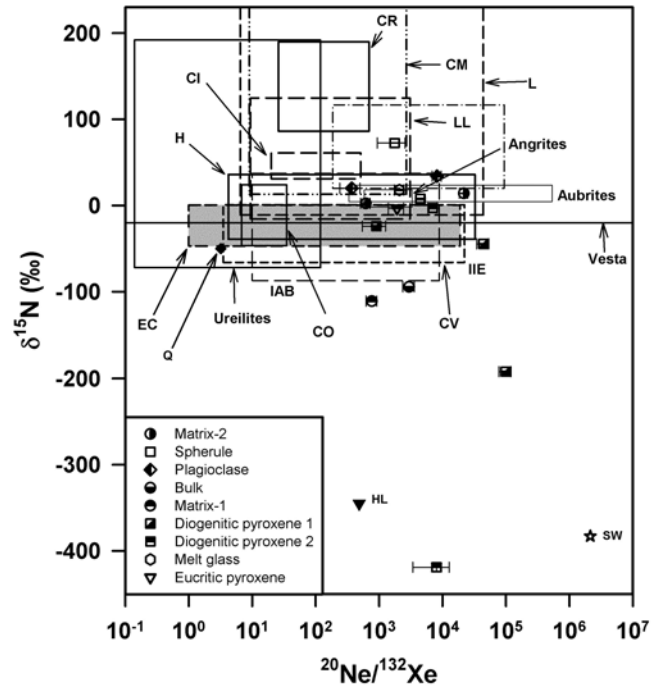 CR
CM
CI
L
H
LL
Angrites
Aubrites
Vesta
IIE
IAB
CV
Ureilites
CO
EC
Q
HL
SW
200
100
0
-100
-200
-300
-400
δ¹⁵N (‰)
Matrix-2
Spherule
Plagioclase
Bulk
Matrix-1
Diogenitic pyroxene 1
Diogenitic pyroxene 2
Melt glass
Eucritic pyroxene
10⁻¹ 10⁰ 10¹ 10² 10³ 10⁴ 10⁵ 10⁶ 10⁷
²⁰Ne/¹³²Xe